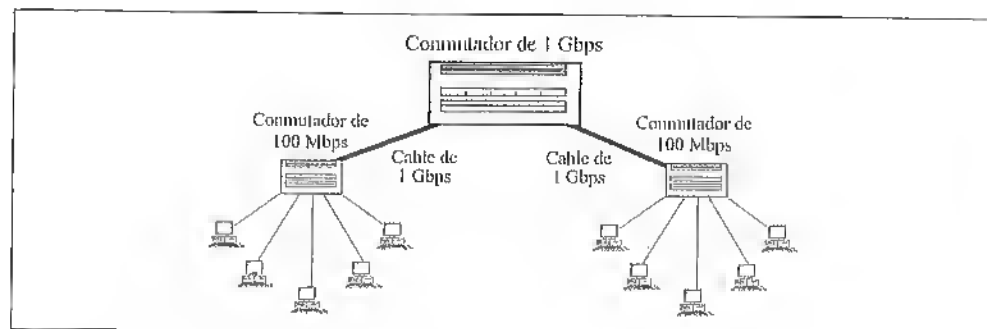 Conmutador de 1 Gbps
Conmutador de
100 Mbps
Cable de
1 Gbps
Cable de
1 Gbps
Conmutador de
100 Mbps